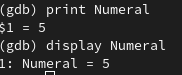 (gdb) print Numeral
$1 = 5
(gdb) display Numeral
1: Numeral = 5